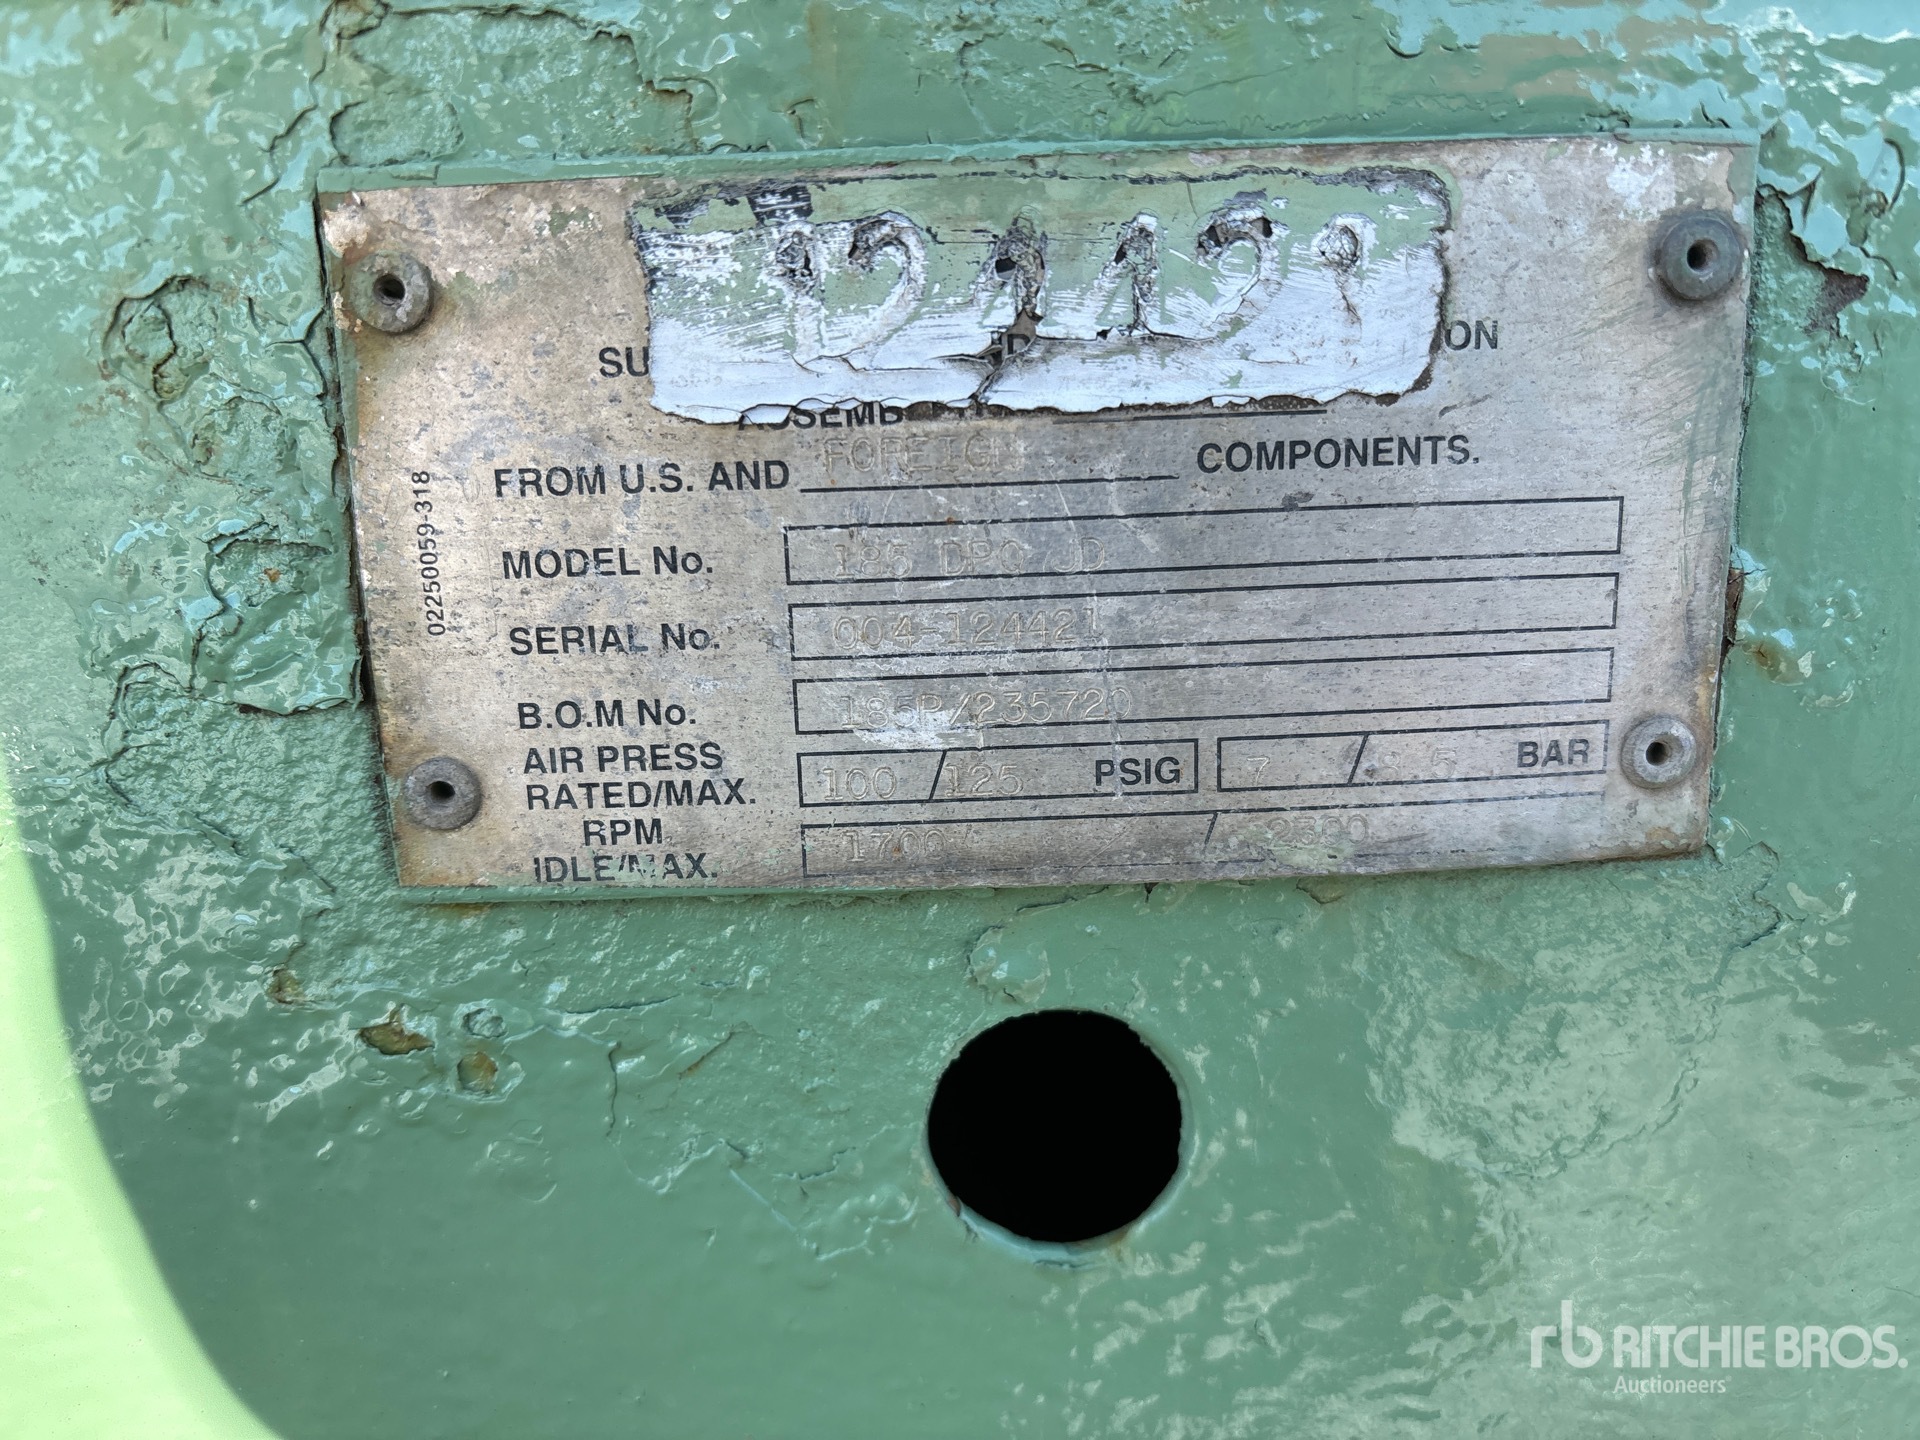 124421
SU
ON
ASSEMB
FROM U.S. AND FOREIGN COMPONENTS.
02250059-318
MODEL No. 185 DPQ JD
SERIAL No. 004-124421
B.O.M No. 185P/235720
AIR PRESS RATED/MAX. 100 / 125 PSIG 7 / 8.5 BAR
RPM IDLE/MAX. 1700 / 2300
rb RITCHIE BROS.
Auctioneers